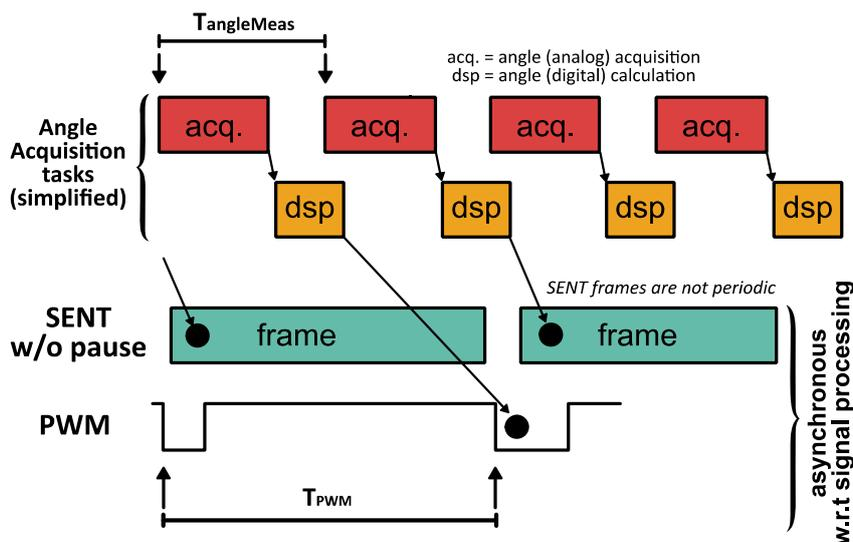 TangleMeas
acq. = angle (analog) acquisition
dsp = angle (digital) calculation
Angle
Acquisition
tasks
(simplified)
acq.
acq.
acq.
acq.
dsp
dsp
dsp
dsp
SENT frames are not periodic
SENT
w/o pause
frame
frame
PWM
TPWM
asynchronous
w.r.t signal processing